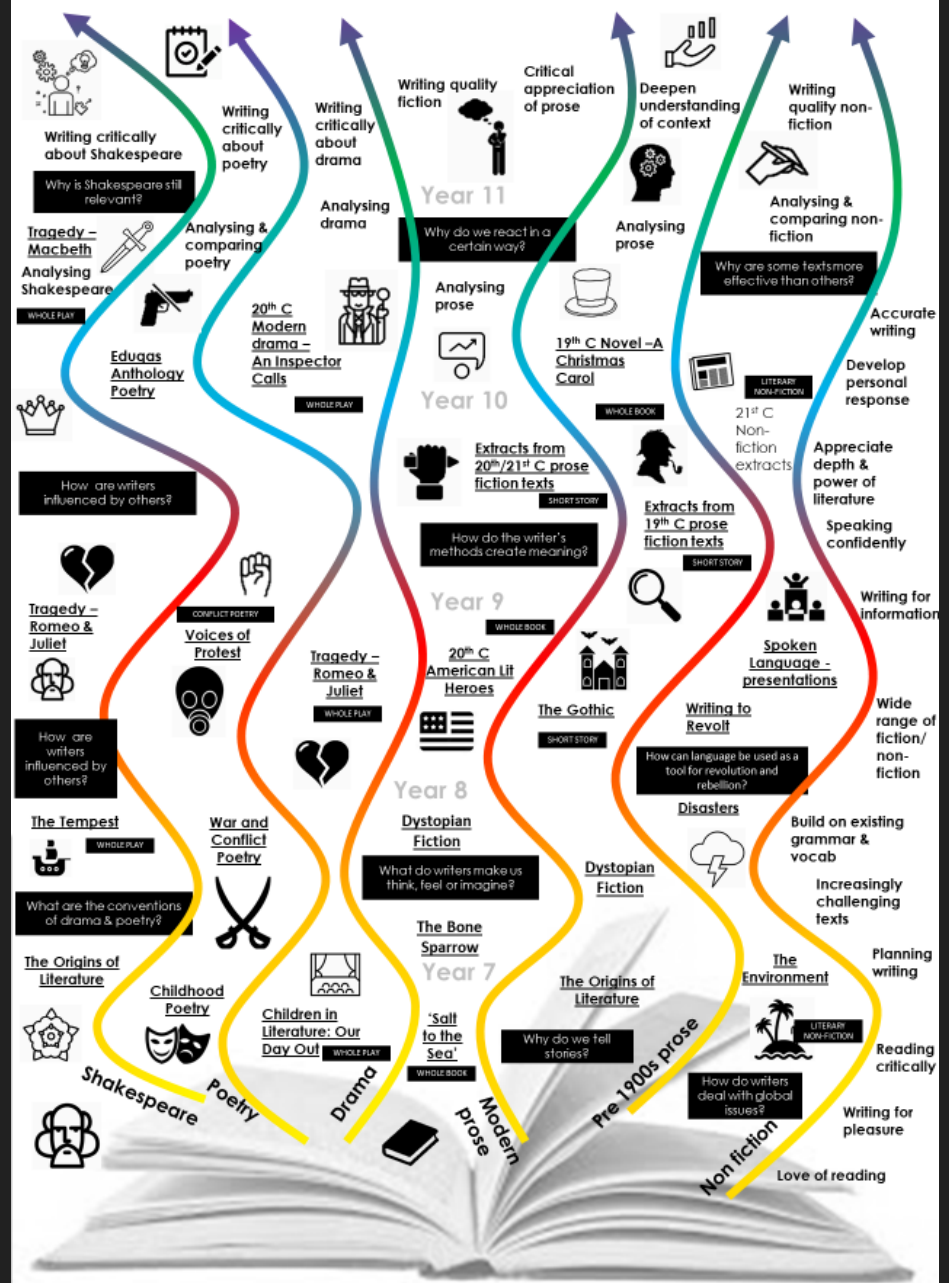 Writing critically
about Shakespeare
Why is Shakespeare still
relevant?
Tragedy –
Macbeth
Analysing
Shakespeare
WHOLE PLAY
Writing
critically
about
poetry
Analysing &
comparing
poetry
Eduqas
Anthology
Poetry
Writing
critically
about
drama
Analysing
drama
20th C
Modern
drama –
An Inspector
Calls
WHOLE PLAY
Writing quality
fiction
Critical
appreciation
of prose
Year 11
Why do we react in a
certain way?
Analysing
prose
Deepen
understanding
of context
Analysing
prose
19th C Novel –A
Christmas
Carol
WHOLE BOOK
Writing
quality non-
fiction
Analysing &
comparing non-
fiction
Why are some texts more
effective than others?
Accurate
writing
Develop
personal
response
LITERARY
NON-FICTION
21st C
Non-
fiction
extracts
Appreciate
depth &
power of
literature
Speaking
confidently
Year 10
Extracts from
20th/21st C prose
fiction texts
SHORT STORY
How do the writer's
methods create meaning?
Extracts from
19th C prose
fiction texts
SHORT STORY
How are writers
influenced by others?
Tragedy –
Romeo &
Juliet
CONFLICT POETRY
Voices of
Protest
Tragedy –
Romeo &
Juliet
WHOLE PLAY
Year 9
WHOLE BOOK
20th C
American Lit
Heroes
The Gothic
SHORT STORY
Writing for
information
Spoken
Language -
presentations
Writing to
Revolt
How can language be used as a
tool for revolution and
rebellion?
Disasters
Wide
range of
fiction/
non-
fiction
How are
writers
influenced by
others?
The Tempest
WHOLE PLAY
What are the conventions
of drama & poetry?
War and
Conflict
Poetry
Year 8
Dystopian
Fiction
What do writers make us
think, feel or imagine?
Dystopian
Fiction
Build on existing
grammar &
vocab
Increasingly
challenging
texts
The Bone
Sparrow
Year 7
The Origins of
Literature
Childhood
Poetry
Children in
Literature: Our
Day Out
WHOLE PLAY
'Salt
to the
Sea'
WHOLE BOOK
The Origins of
Literature
Why do we tell
stories?
The
Environment
LITERARY
NON-FICTION
How do writers
deal with global
issues?
Planning
writing
Reading
critically
Writing for
pleasure
Love of reading
Shakespeare
Poetry
Drama
Modern
prose
Pre 1900s prose
Non fiction